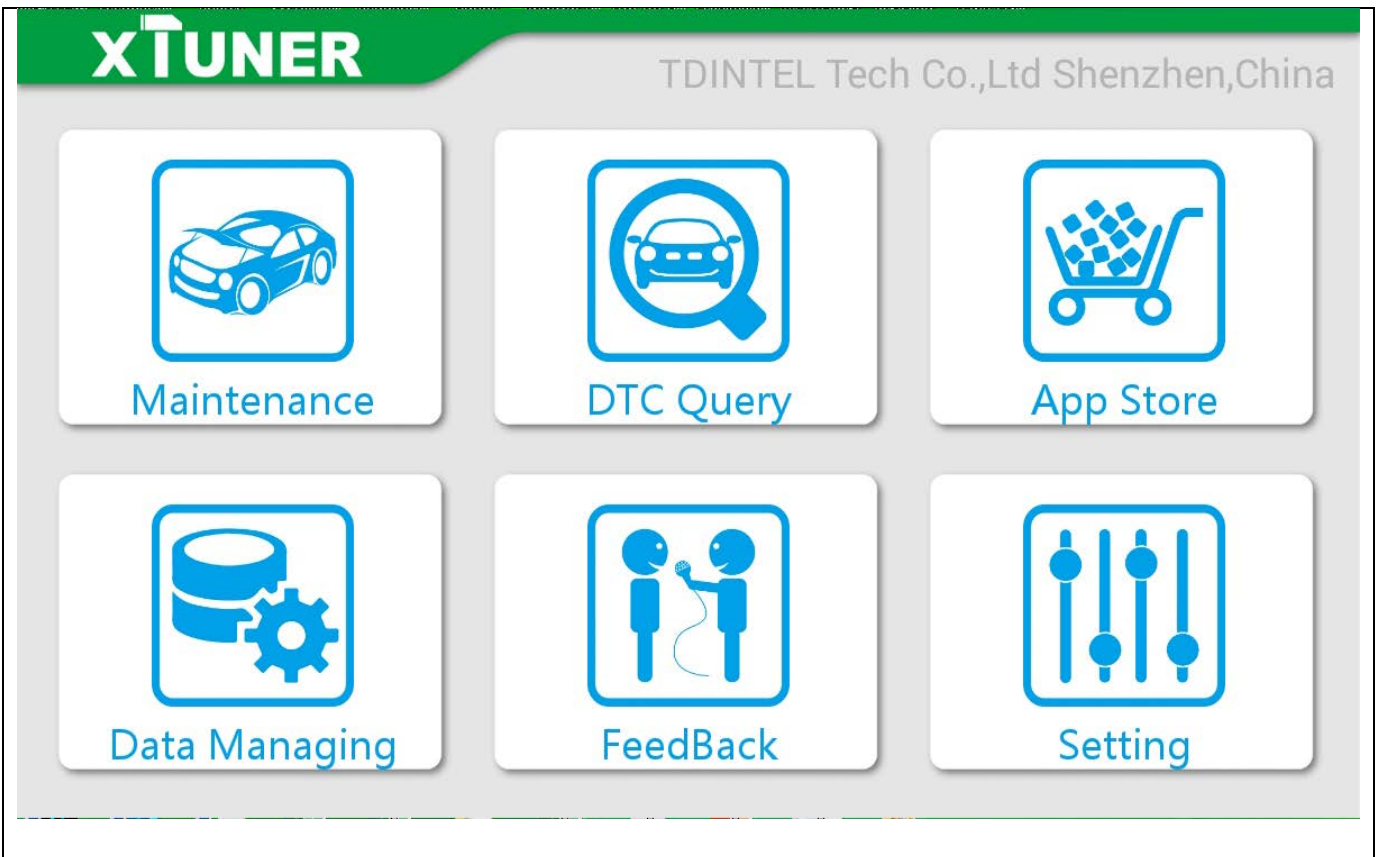 XTUNER
TDINTEL Tech Co.,Ltd Shenzhen,China
Maintenance
DTC Query
App Store
Data Managing
FeedBack
Setting